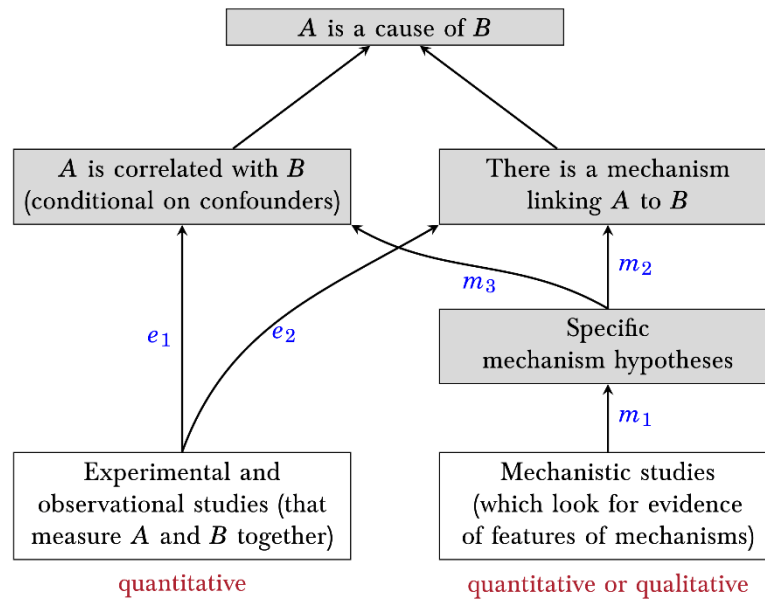 A is a cause of B
A is correlated with B
(conditional on confounders)
There is a mechanism
linking A to B
e1
e2
m3
m2
Specific
mechanism hypotheses
m1
Experimental and
observational studies (that
measure A and B together)
Mechanistic studies
(which look for evidence
of features of mechanisms)
quantitative
quantitative or qualitative